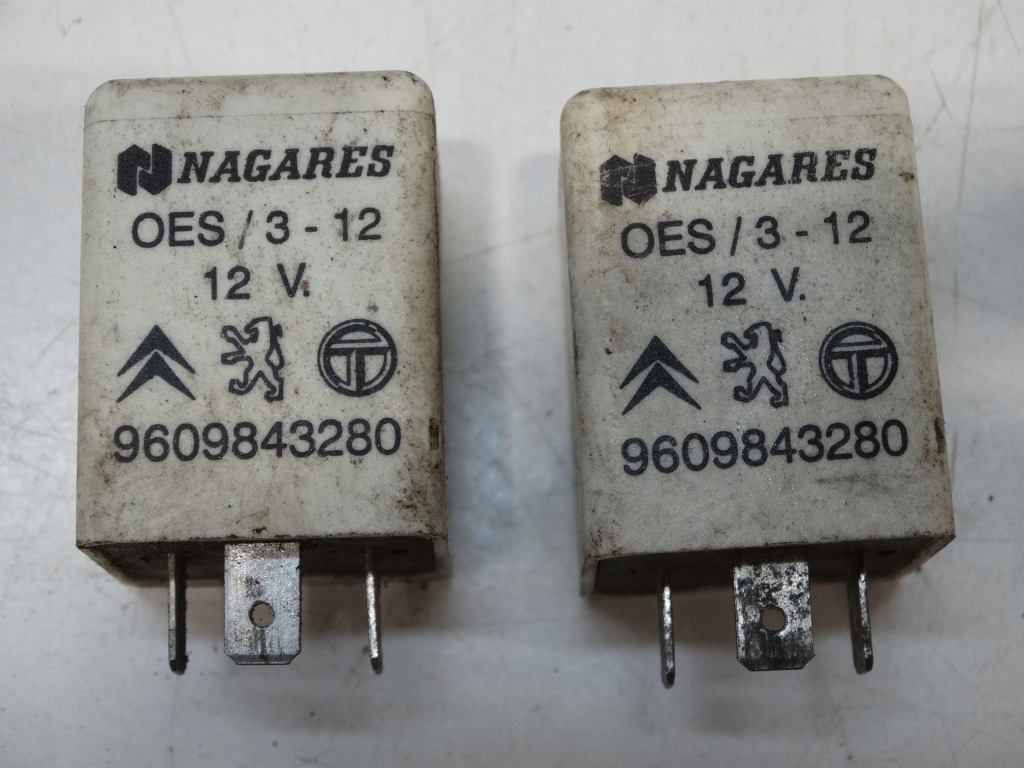 NAGARES
OES / 3 - 12
12 V.
9609843280
NAGARES
OES / 3 - 12
12 V.
9609843280